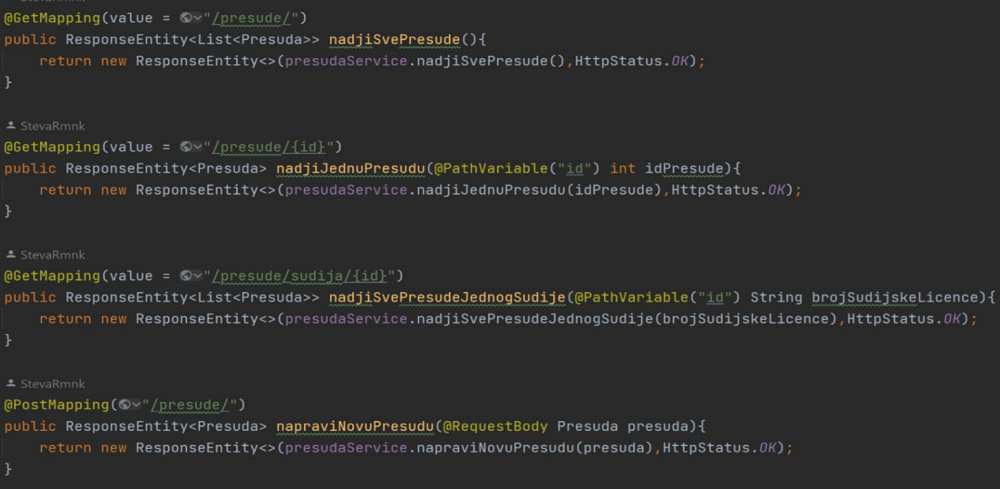 @GetMapping(value = "/presude/")
public ResponseEntity<List<Presuda>> nadjiSvePresude(){
    return new ResponseEntity<>(presudaService.nadjiSvePresude(),HttpStatus.OK);
}
StevaRmnk
@GetMapping(value = "/presude/{id}")
public ResponseEntity<Presuda> nadjiJednuPresudu(@PathVariable("id") int idPresude){
    return new ResponseEntity<>(presudaService.nadjiJednuPresudu(idPresude),HttpStatus.OK);
}
StevaRmnk
@GetMapping(value = "/presude/sudija/{id}")
public ResponseEntity<List<Presuda>> nadjiSvePresudeJednogSudije(@PathVariable("id") String brojSudijskeLicence){
    return new ResponseEntity<>(presudaService.nadjiSvePresudeJednogSudije(brojSudijskeLicence),HttpStatus.OK);
}
StevaRmnk
@PostMapping("/presude/")
public ResponseEntity<Presuda> napraviNovuPresudu(@RequestBody Presuda presuda){
    return new ResponseEntity<>(presudaService.napraviNovuPresudu(presuda),HttpStatus.OK);
}